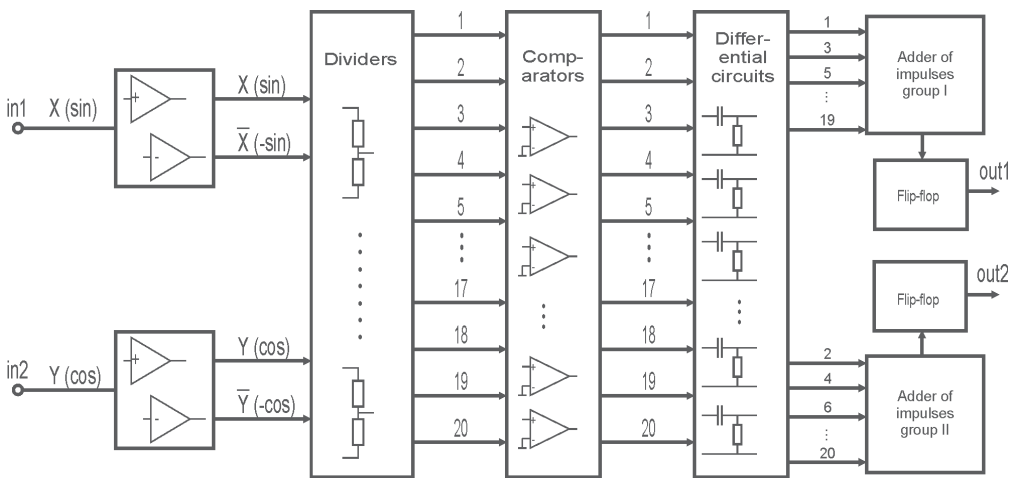 in1
X (sin)
+
-
X (sin)
X̅ (-sin)
in2
Y (cos)
+
-
Y (cos)
Y̅ (-cos)
Dividers
1
2
3
4
5
17
18
19
20
Comp-
arators
+
-
+
-
+
-
+
-
+
-
1
2
3
4
5
17
18
19
20
Differ-
ential
circuits
1
3
5
19
Adder of
impulses
group I
Flip-flop
out1
Flip-flop
out2
2
4
6
20
Adder of
impulses
group II